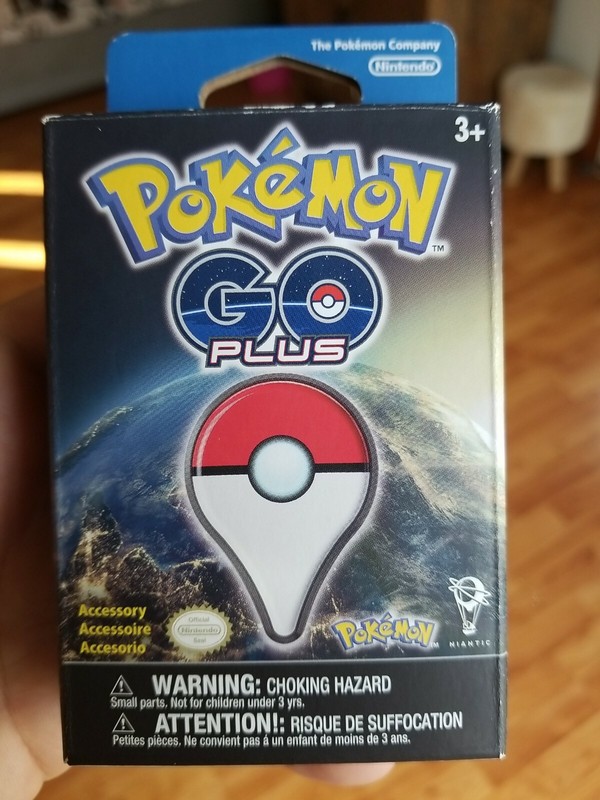 The Pokémon Company
Nintendo
3+
POKéMON
TM
GO
PLUS
Accessory
Accessoire
Accesorio
Official
Nintendo
Seal
POKéMON
TM
NIANTIC
WARNING: CHOKING HAZARD
Small parts. Not for children under 3 yrs.
ATTENTION!: RISQUE DE SUFFOCATION
Petites pièces. Ne convient pas á un enfant de moins de 3 ans.